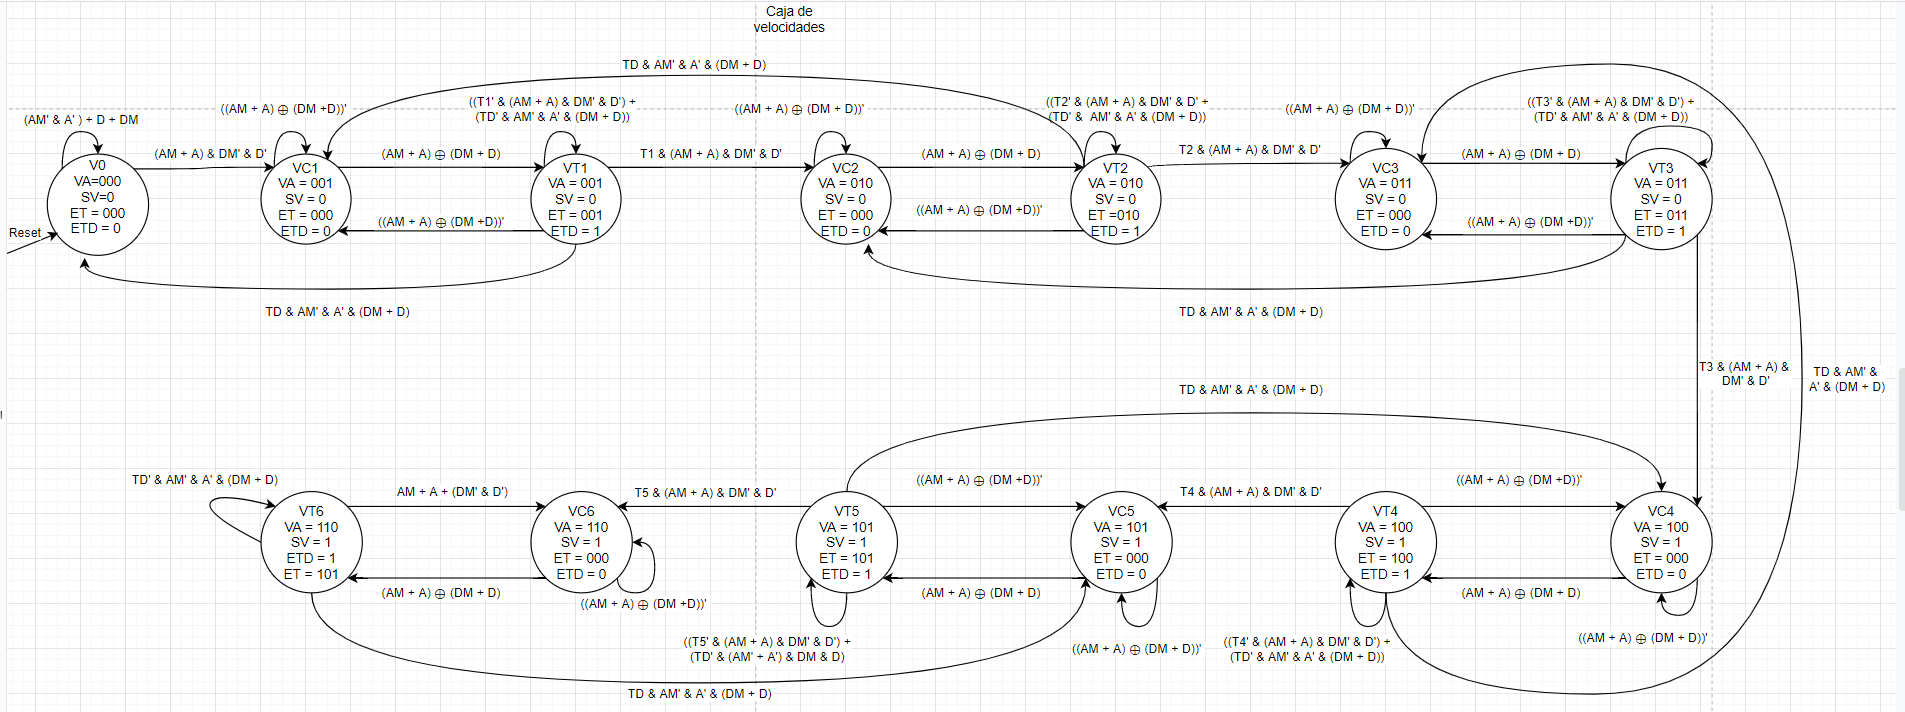 Caja de
velocidades
TD & AM' & A' & (DM + D)
(AM' & A' ) + D + DM
((AM + A) ⊕ (DM +D))'
((T1' & (AM + A) & DM' & D') +
(TD' & AM' & A' & (DM + D))
((AM + A) ⊕ (DM + D))'
((T2' & (AM + A) & DM' & D' +
(TD' & AM' & A' & (DM + D))
((AM + A) ⊕ (DM + D))'
((T3' & (AM + A) & DM' & D') +
(TD' & AM' & A' & (DM + D))
(AM + A) & DM' & D'
(AM + A) ⊕ (DM + D)
T1 & (AM + A) & DM' & D'
(AM + A) ⊕ (DM + D)
T2 & (AM + A) & DM' & D'
(AM + A) ⊕ (DM + D)
Reset
V0
VA=000
SV=0
ET = 000
ETD = 0
VC1
VA = 001
SV = 0
ET = 000
ETD = 0
((AM + A) ⊕ (DM +D))'
VT1
VA = 001
SV = 0
ET = 001
ETD = 1
VC2
VA = 010
SV = 0
ET = 000
ETD = 0
((AM + A) ⊕ (DM +D))'
VT2
VA = 010
SV = 0
ET =010
ETD = 1
VC3
VA = 011
SV = 0
ET = 000
ETD = 0
((AM + A) ⊕ (DM +D))'
VT3
VA = 011
SV = 0
ET = 011
ETD = 1
TD & AM' & A' & (DM + D)
TD & AM' & A' & (DM + D)
T3 & (AM + A) &
DM' & D'
TD & AM' &
A' & (DM + D)
TD & AM' & A' & (DM + D)
TD' & AM' & A' & (DM + D)
AM + A + (DM' & D')
T5 & (AM + A) & DM' & D'
((AM + A) ⊕ (DM +D))'
T4 & (AM + A) & DM' & D'
((AM + A) ⊕ (DM +D))'
VT6
VA = 110
SV = 1
ETD = 1
ET = 101
VC6
VA = 110
SV = 1
ET = 000
ETD = 0
VT5
VA = 101
SV = 1
ET = 101
ETD = 1
VC5
VA = 101
SV = 1
ET = 000
ETD = 0
VT4
VA = 100
SV = 1
ET = 100
ETD = 1
VC4
VA = 100
SV = 1
ET = 000
ETD = 0
(AM + A) ⊕ (DM + D)
((AM + A) ⊕ (DM +D))'
(AM + A) ⊕ (DM + D)
(AM + A) ⊕ (DM + D)
((T5' & (AM + A) & DM' & D') +
(TD' & (AM' + A') & DM & D)
((AM + A) ⊕ (DM + D))'
((T4' & (AM + A) & DM' & D') +
(TD' & AM' & A' & (DM + D))
((AM + A) ⊕ (DM + D))'
TD & AM' & A' & (DM + D)